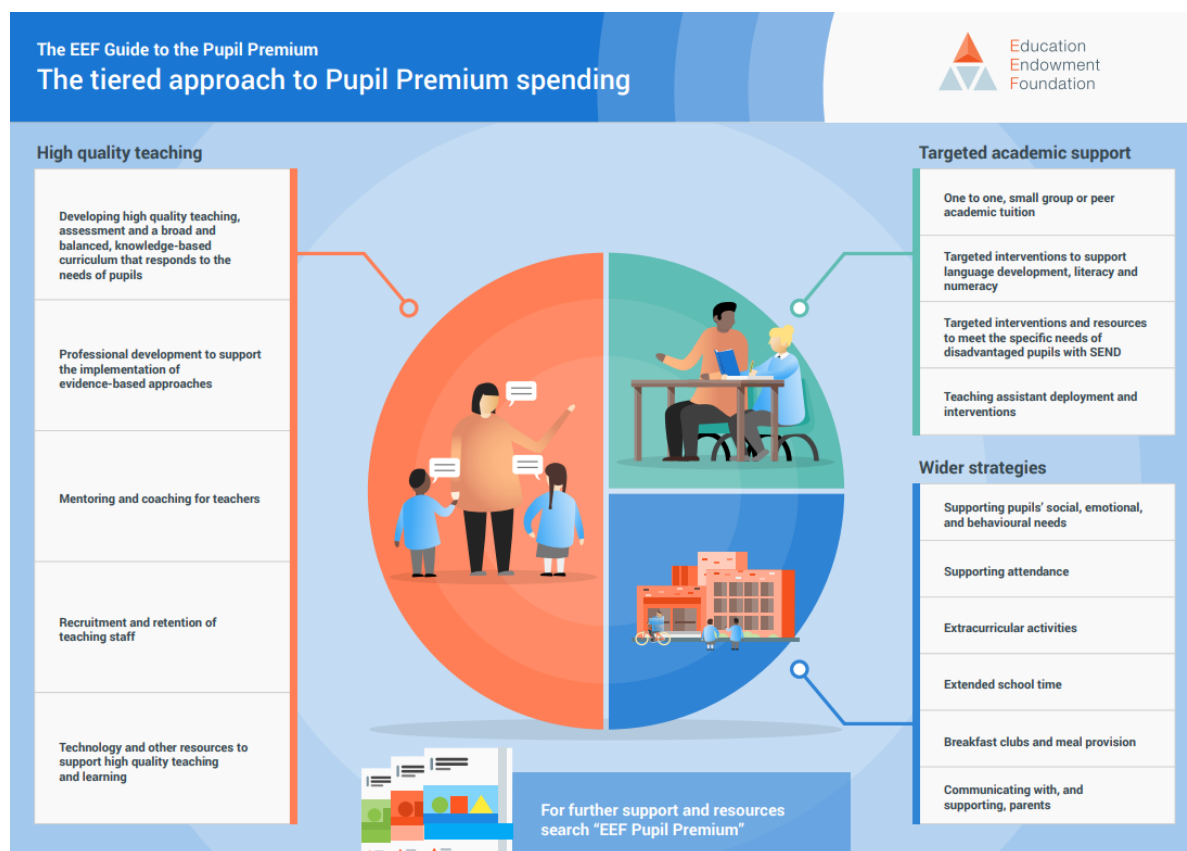 The EEF Guide to the Pupil Premium
The tiered approach to Pupil Premium spending
Education
Endowment
Foundation
High quality teaching
Developing high quality teaching,
assessment and a broad and
balanced, knowledge-based
curriculum that responds to the
needs of pupils
Professional development to support
the implementation of
evidence-based approaches
Mentoring and coaching for teachers
Recruitment and retention of
teaching staff
Technology and other resources to
support high quality teaching
and learning
Targeted academic support
One to one, small group or peer
academic tuition
Targeted interventions to support
language development, literacy and
numeracy
Targeted interventions and resources
to meet the specific needs of
disadvantaged pupils with SEND
Teaching assistant deployment and
interventions
Wider strategies
Supporting pupils’ social, emotional,
and behavioural needs
Supporting attendance
Extracurricular activities
Extended school time
Breakfast clubs and meal provision
Communicating with, and
supporting, parents
For further support and resources
search “EEF Pupil Premium”